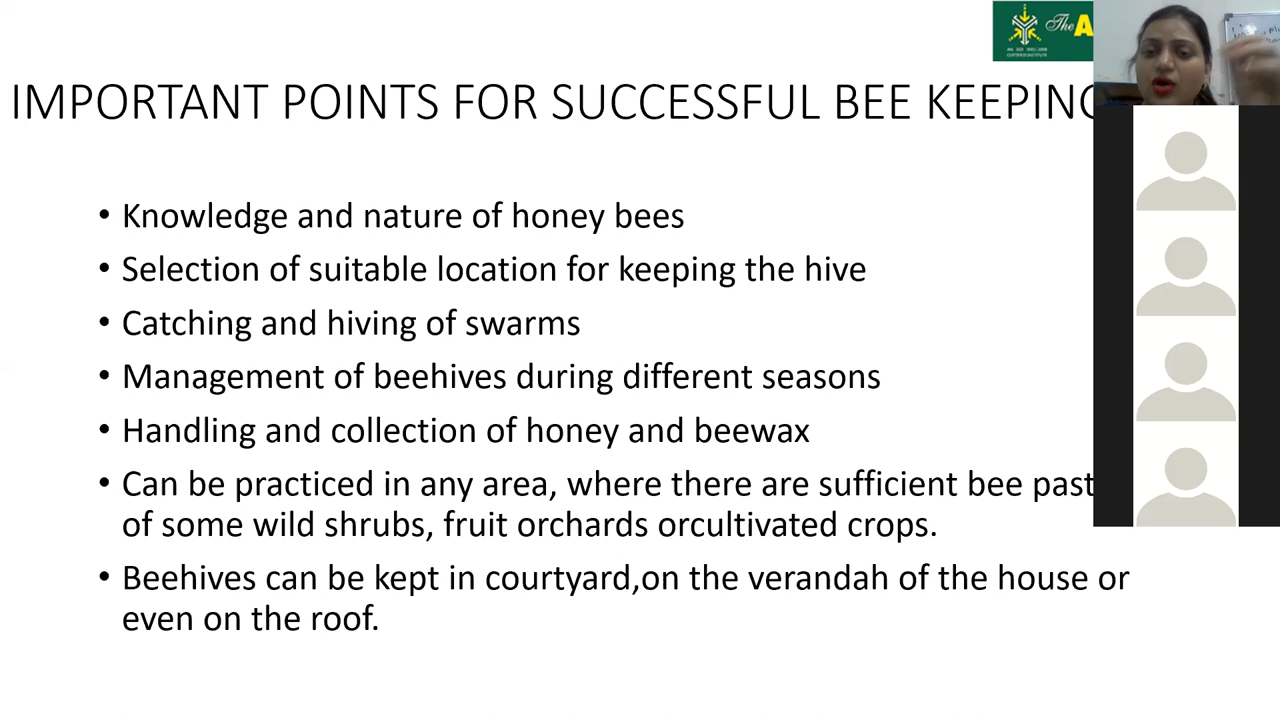 The A
IMPORTANT POINTS FOR SUCCESSFUL BEE KEEPING
• Knowledge and nature of honey bees
• Selection of suitable location for keeping the hive
• Catching and hiving of swarms
• Management of beehives during different seasons
• Handling and collection of honey and beewax
• Can be practiced in any area, where there are sufficient bee past
of some wild shrubs, fruit orchards orcultivated crops.
• Beehives can be kept in courtyard,on the verandah of the house or
even on the roof.